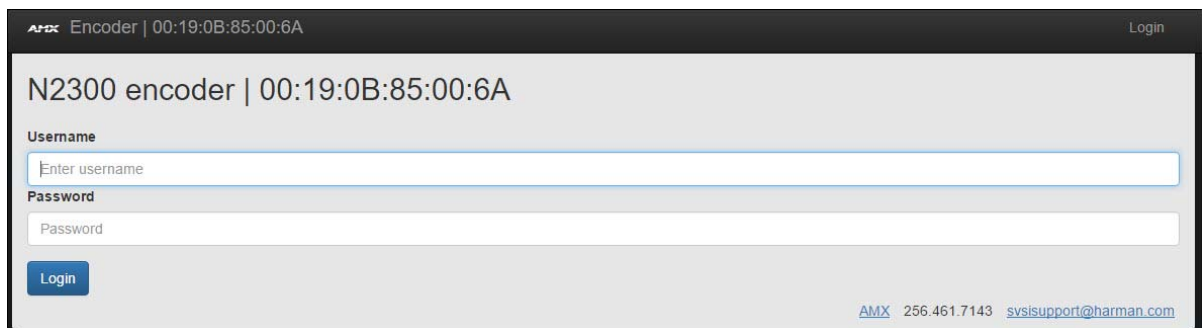 AMX Encoder | 00:19:0B:85:00:6A Login
N2300 encoder | 00:19:0B:85:00:6A
Username
Enter username
Password
Password
Login
AMX 256.461.7143 svsisupport@harman.com